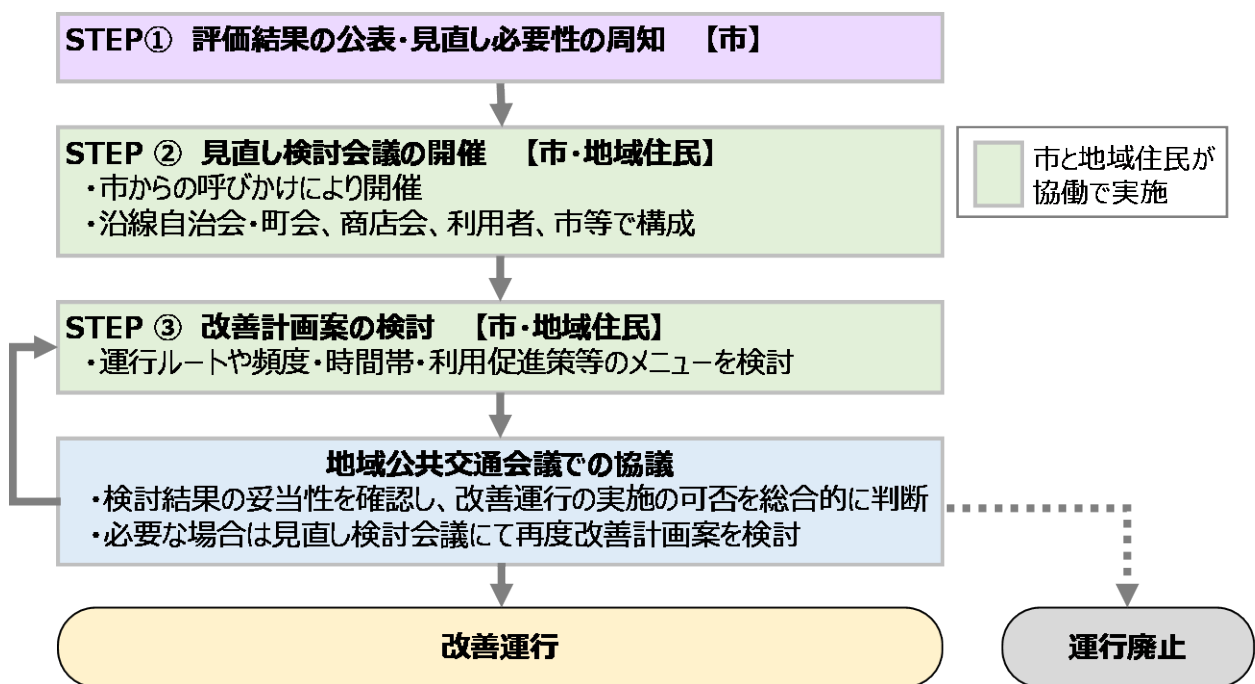 STEP① 評価結果の公表・見直し必要性の周知 【市】
STEP ② 見直し検討会議の開催 【市・地域住民】
・市からの呼びかけにより開催
・沿線自治会・町会、商店会、利用者、市等で構成
市と地域住民が
協働で実施
STEP ③ 改善計画案の検討 【市・地域住民】
・運行ルートや頻度・時間帯・利用促進策等のメニューを検討
地域公共交通会議での協議
・検討結果の妥当性を確認し、改善運行の実施の可否を総合的に判断
・必要な場合は見直し検討会議にて再度改善計画案を検討
改善運行
運行廃止